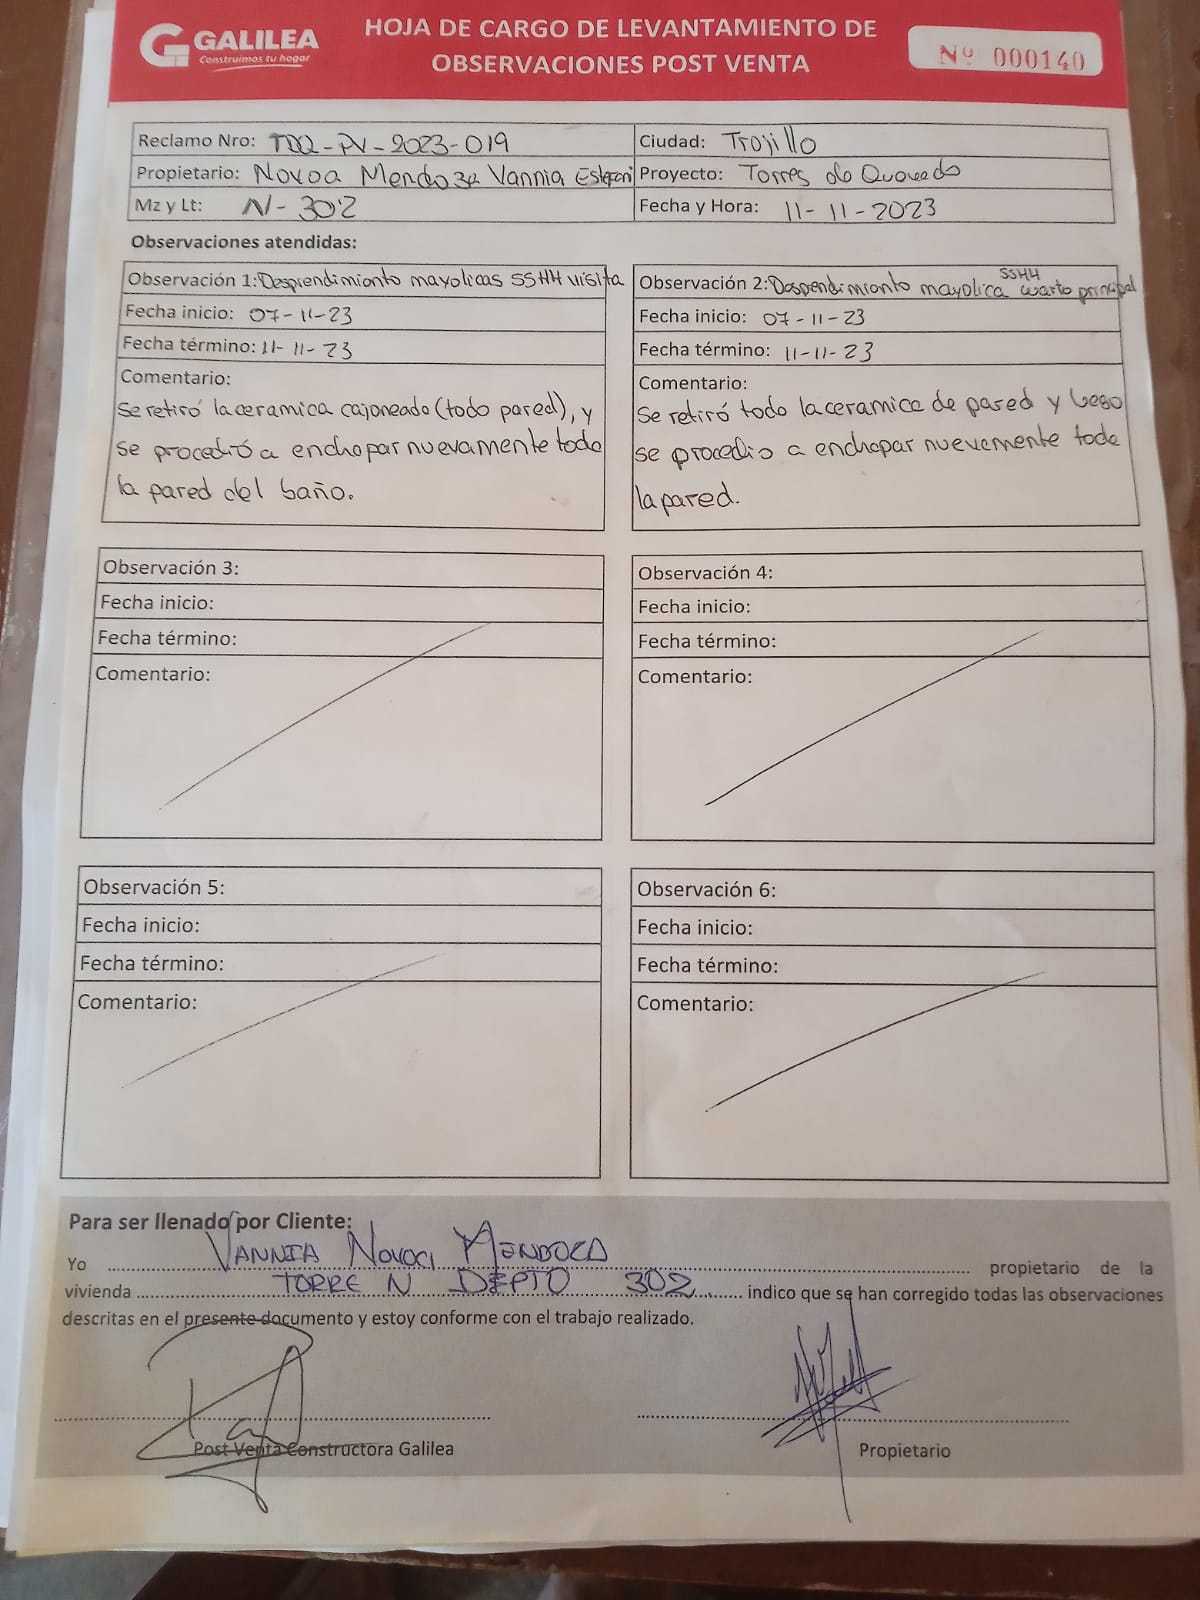 GALILEA
Construimos tu hogar
HOJA DE CARGO DE LEVANTAMIENTO DE
OBSERVACIONES POST VENTA
Nº 000140
Reclamo Nro: TDQ-PV-2023-019
Ciudad: Trojillo
Propietario: Novoa Mendoza Vannia Estefani
Proyecto: Torres de Quevedo
Mz y Lt: N-302
Fecha y Hora: 11-11-2023
Observaciones atendidas:
Observación 1: Desprendimiento mayolicas SSHH visita
Fecha inicio: 07-11-23
Fecha término: 11-11-23
Comentario:
Se retiró la ceramica cajoneado (todo pared), y
se procedió a enchapar nuevamente todo
la pared del baño.
Observación 2: Desprendimiento mayolica SSHH cuarto principal
Fecha inicio: 07-11-23
Fecha término: 11-11-23
Comentario:
Se retiró todo la ceramica de pared y luego
se procedio a enchapar nuevamente toda
la pared.
Observación 3:
Fecha inicio:
Fecha término:
Comentario:
Observación 4:
Fecha inicio:
Fecha término:
Comentario:
Observación 5:
Fecha inicio:
Fecha término:
Comentario:
Observación 6:
Fecha inicio:
Fecha término:
Comentario:
Para ser llenado por Cliente:
Yo VANNIA NOVOA MENDOZA propietario de la
vivienda TORRE N DEPTO 302 indico que se han corregido todas las observaciones
descritas en el presente documento y estoy conforme con el trabajo realizado.
Post Venta Constructora Galilea
Propietario